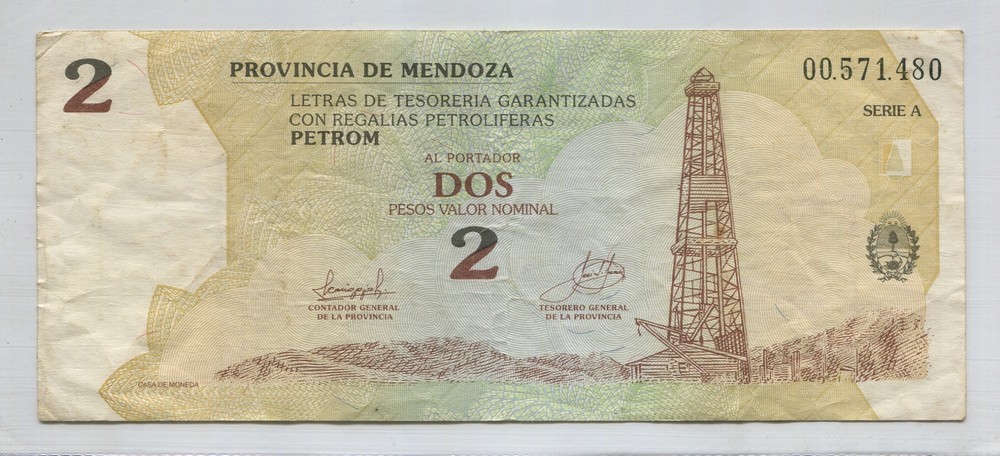 2
PROVINCIA DE MENDOZA
00.571.480
LETRAS DE TESORERIA GARANTIZADAS
CON REGALIAS PETROLIFERAS
PETROM
SERIE A
AL PORTADOR
DOS
PESOS VALOR NOMINAL
2
CONTADOR GENERAL
DE LA PROVINCIA
TESORERO GENERAL
DE LA PROVINCIA
CASA DE MONEDA